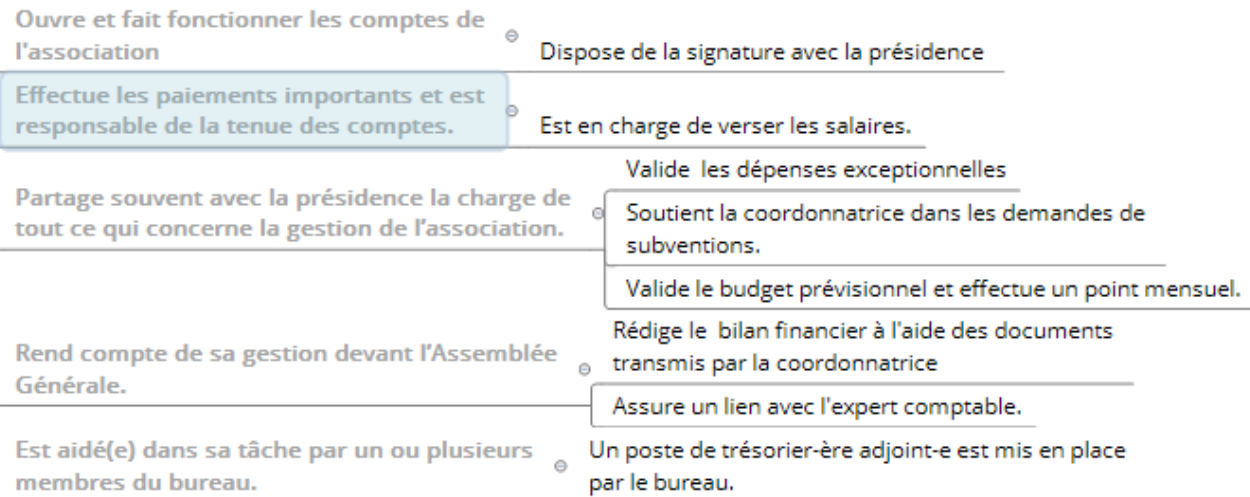 Ouvre et fait fonctionner les comptes de
l'association
Dispose de la signature avec la présidence
Effectue les paiements importants et est
responsable de la tenue des comptes.
Est en charge de verser les salaires.
Partage souvent avec la présidence la charge de
tout ce qui concerne la gestion de l’association.
Valide  les dépenses exceptionnelles
Soutient la coordonnatrice dans les demandes de
subventions.
Valide le budget prévisionnel et effectue un point mensuel.
Rend compte de sa gestion devant l’Assemblée
Générale.
Rédige le  bilan financier à l'aide des documents
transmis par la coordonnatrice
Assure un lien avec l'expert comptable.
Est aidé(e) dans sa tâche par un ou plusieurs
membres du bureau.
Un poste de trésorier-ère adjoint-e est mis en place
par le bureau.